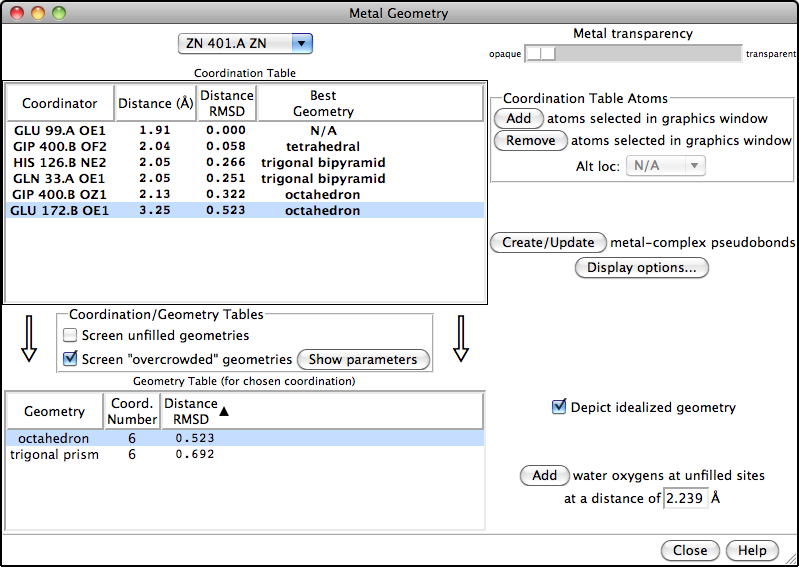 Metal Geometry
ZN 401.A ZN
Metal transparency
opaque transparent
Coordination Table
Coordinator Distance (Å) Distance RMSD Best Geometry
GLU 99.A OE1 1.91 0.000 N/A
GIP 400.B OF2 2.04 0.058 tetrahedral
HIS 126.B NE2 2.05 0.266 trigonal bipyramid
GLN 33.A OE1 2.05 0.251 trigonal bipyramid
GIP 400.B OZ1 2.13 0.322 octahedron
GLU 172.B OE1 3.25 0.523 octahedron
Coordination Table Atoms
Add atoms selected in graphics window
Remove atoms selected in graphics window
Alt loc: N/A
Create/Update metal-complex pseudobonds
Display options...
Coordination/Geometry Tables
Screen unfilled geometries
Screen "overcrowded" geometries Show parameters
Geometry Table (for chosen coordination)
Geometry Coord. Number Distance RMSD
octahedron 6 0.523
trigonal prism 6 0.692
Depict idealized geometry
Add water oxygens at unfilled sites
at a distance of 2.239 Å
Close Help